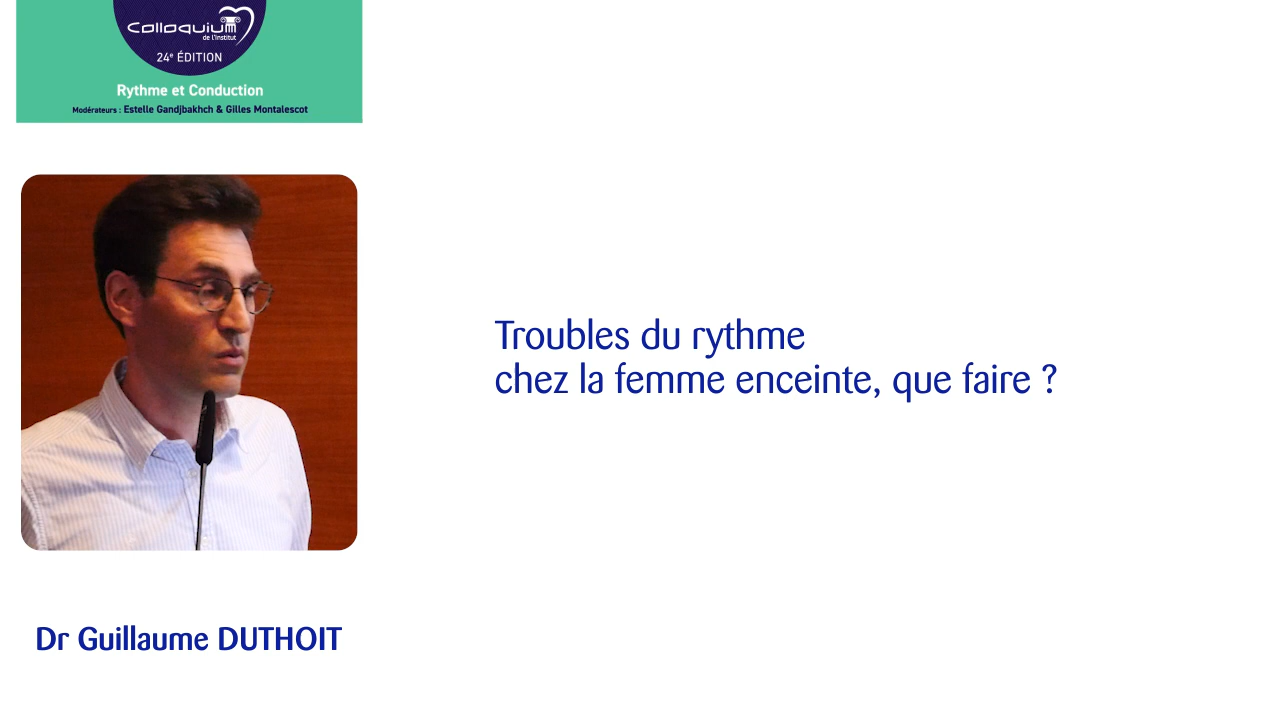 Colloquium
de l'Institut
24e ÉDITION
Rythme et Conduction
Modérateurs : Estelle Gandjbakhch & Gilles Montalescot
Troubles du rythme
chez la femme enceinte, que faire ?
Dr Guillaume DUTHOIT